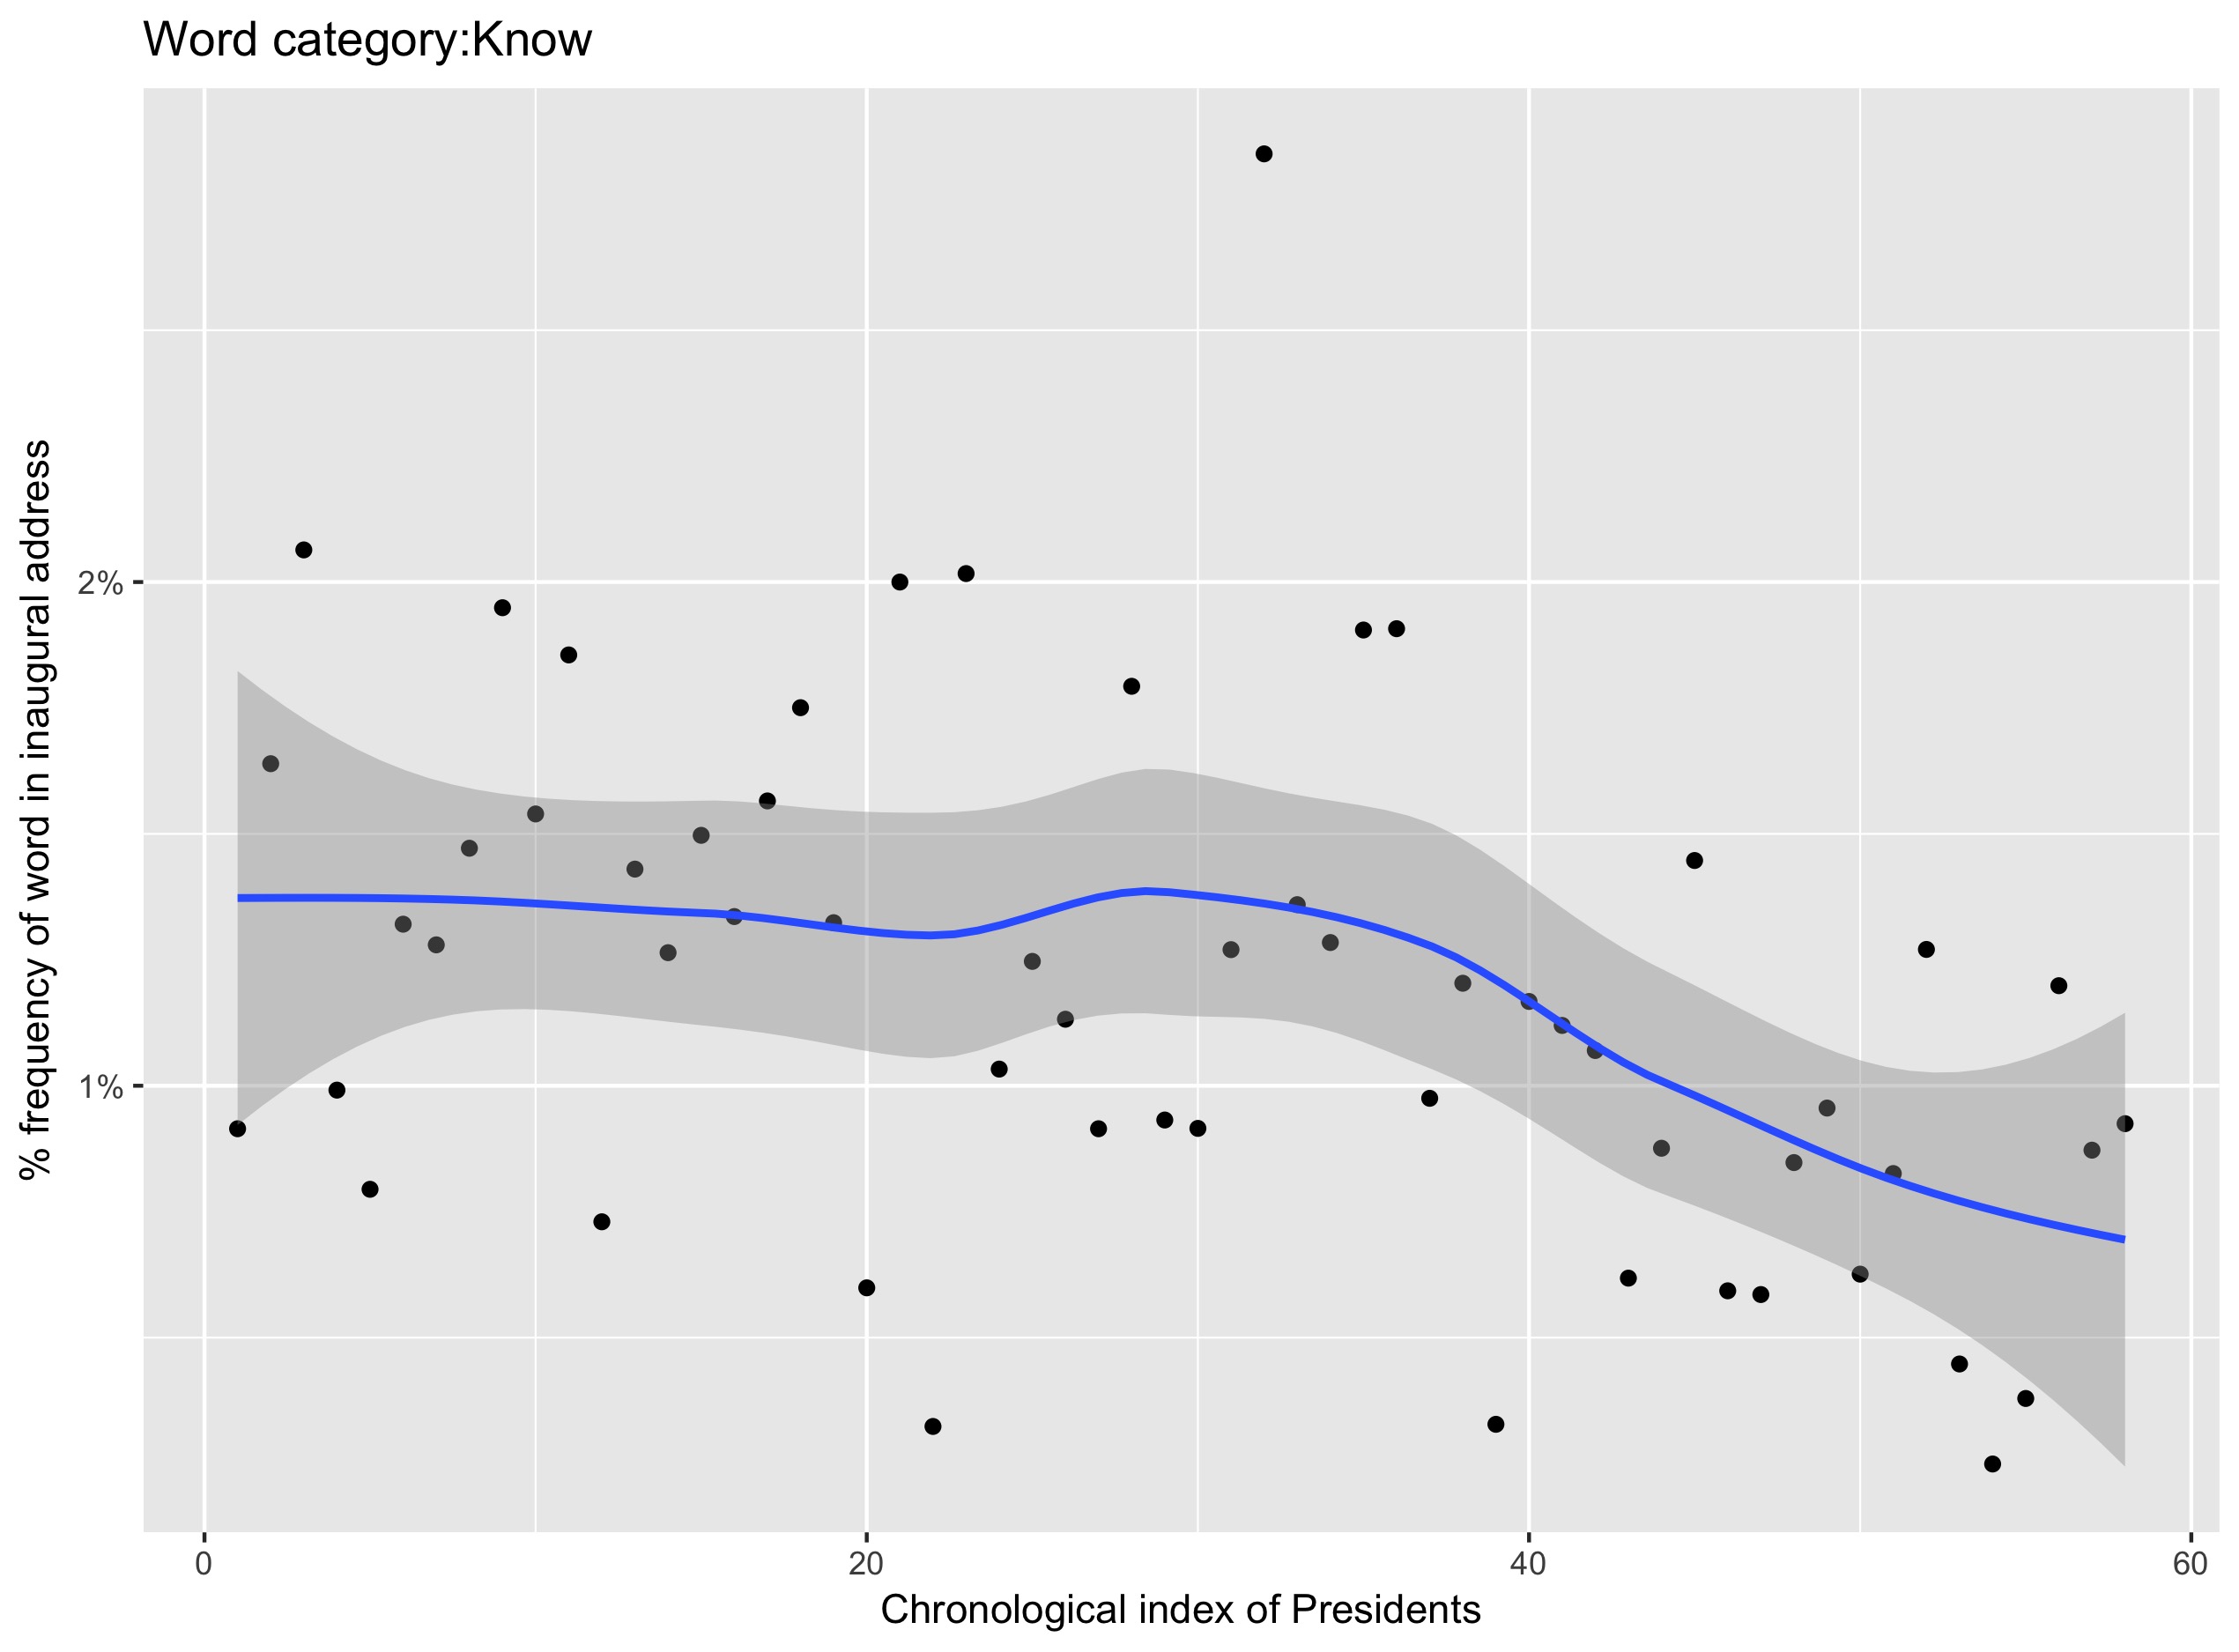 Word category:Know
% frequency of word in inaugural address
2%
1%
0
20
40
60
Chronological index of Presidents